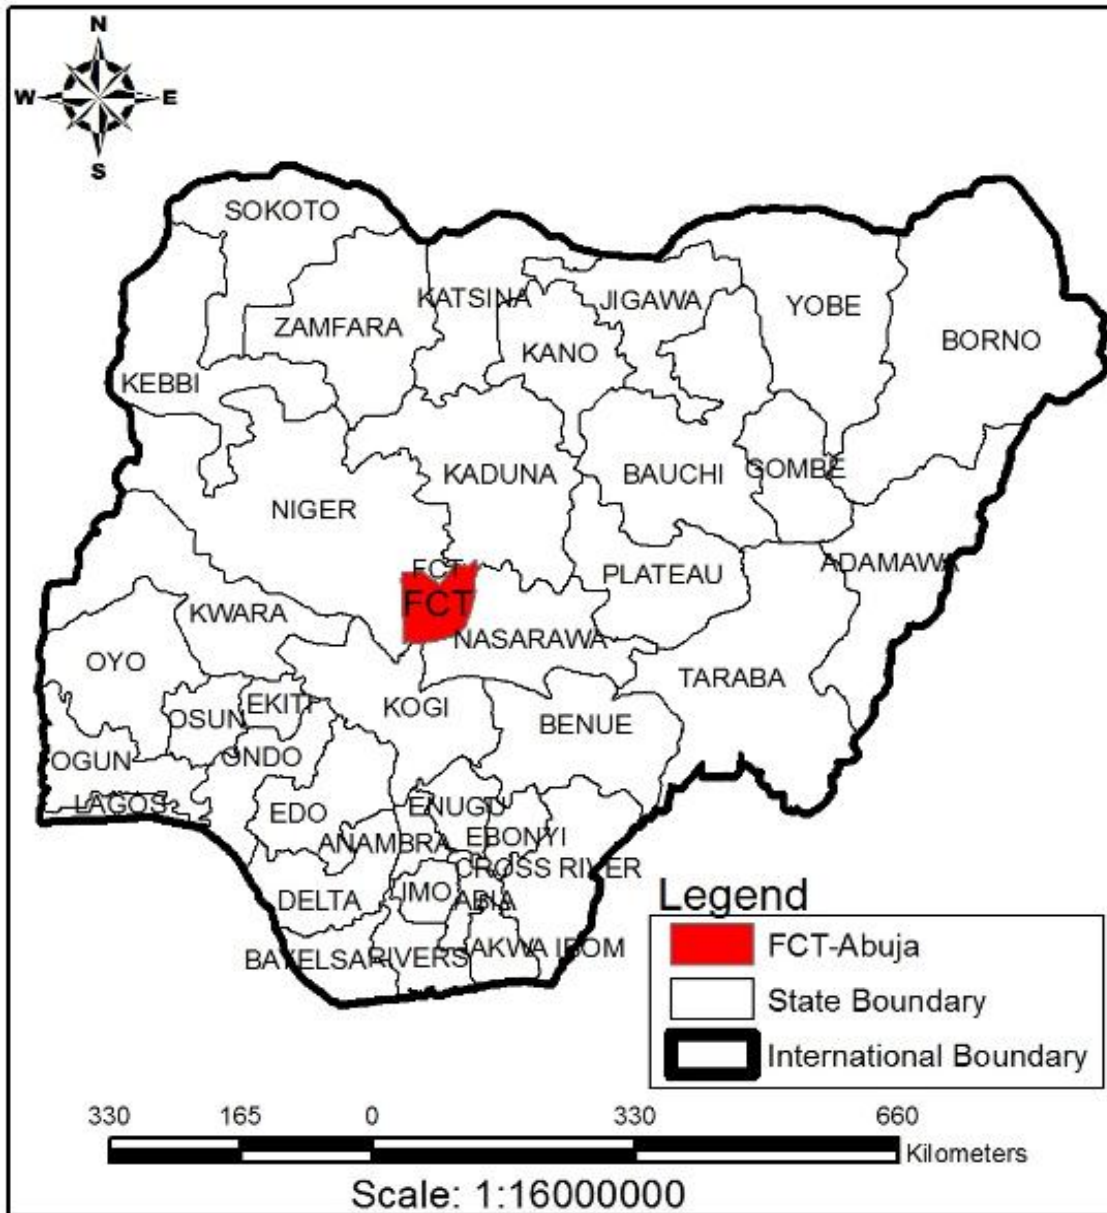 N
W E
S
SOKOTO
KATSINA
JIGAWA
YOBE
ZAMFARA
KANO
BORNO
KEBBI
KADUNA
BAUCHI
GOMBE
NIGER
FCT
FCT
PLATEAU
ADAMAWA
KWARA
NASARAWA
OYO
TARABA
EKITI
KOGI
OSUN
BENUE
OGUN
ONDO
LAGOS
EDO
ENUGU
ANAMBRA
EBONYI
CROSS RIVER
DELTA
IMO
ABIA
BAYELSA
RIVERS
AKWA IBOM
Legend
FCT-Abuja
State Boundary
International Boundary
330 165 0 330 660
Kilometers
Scale: 1:16000000